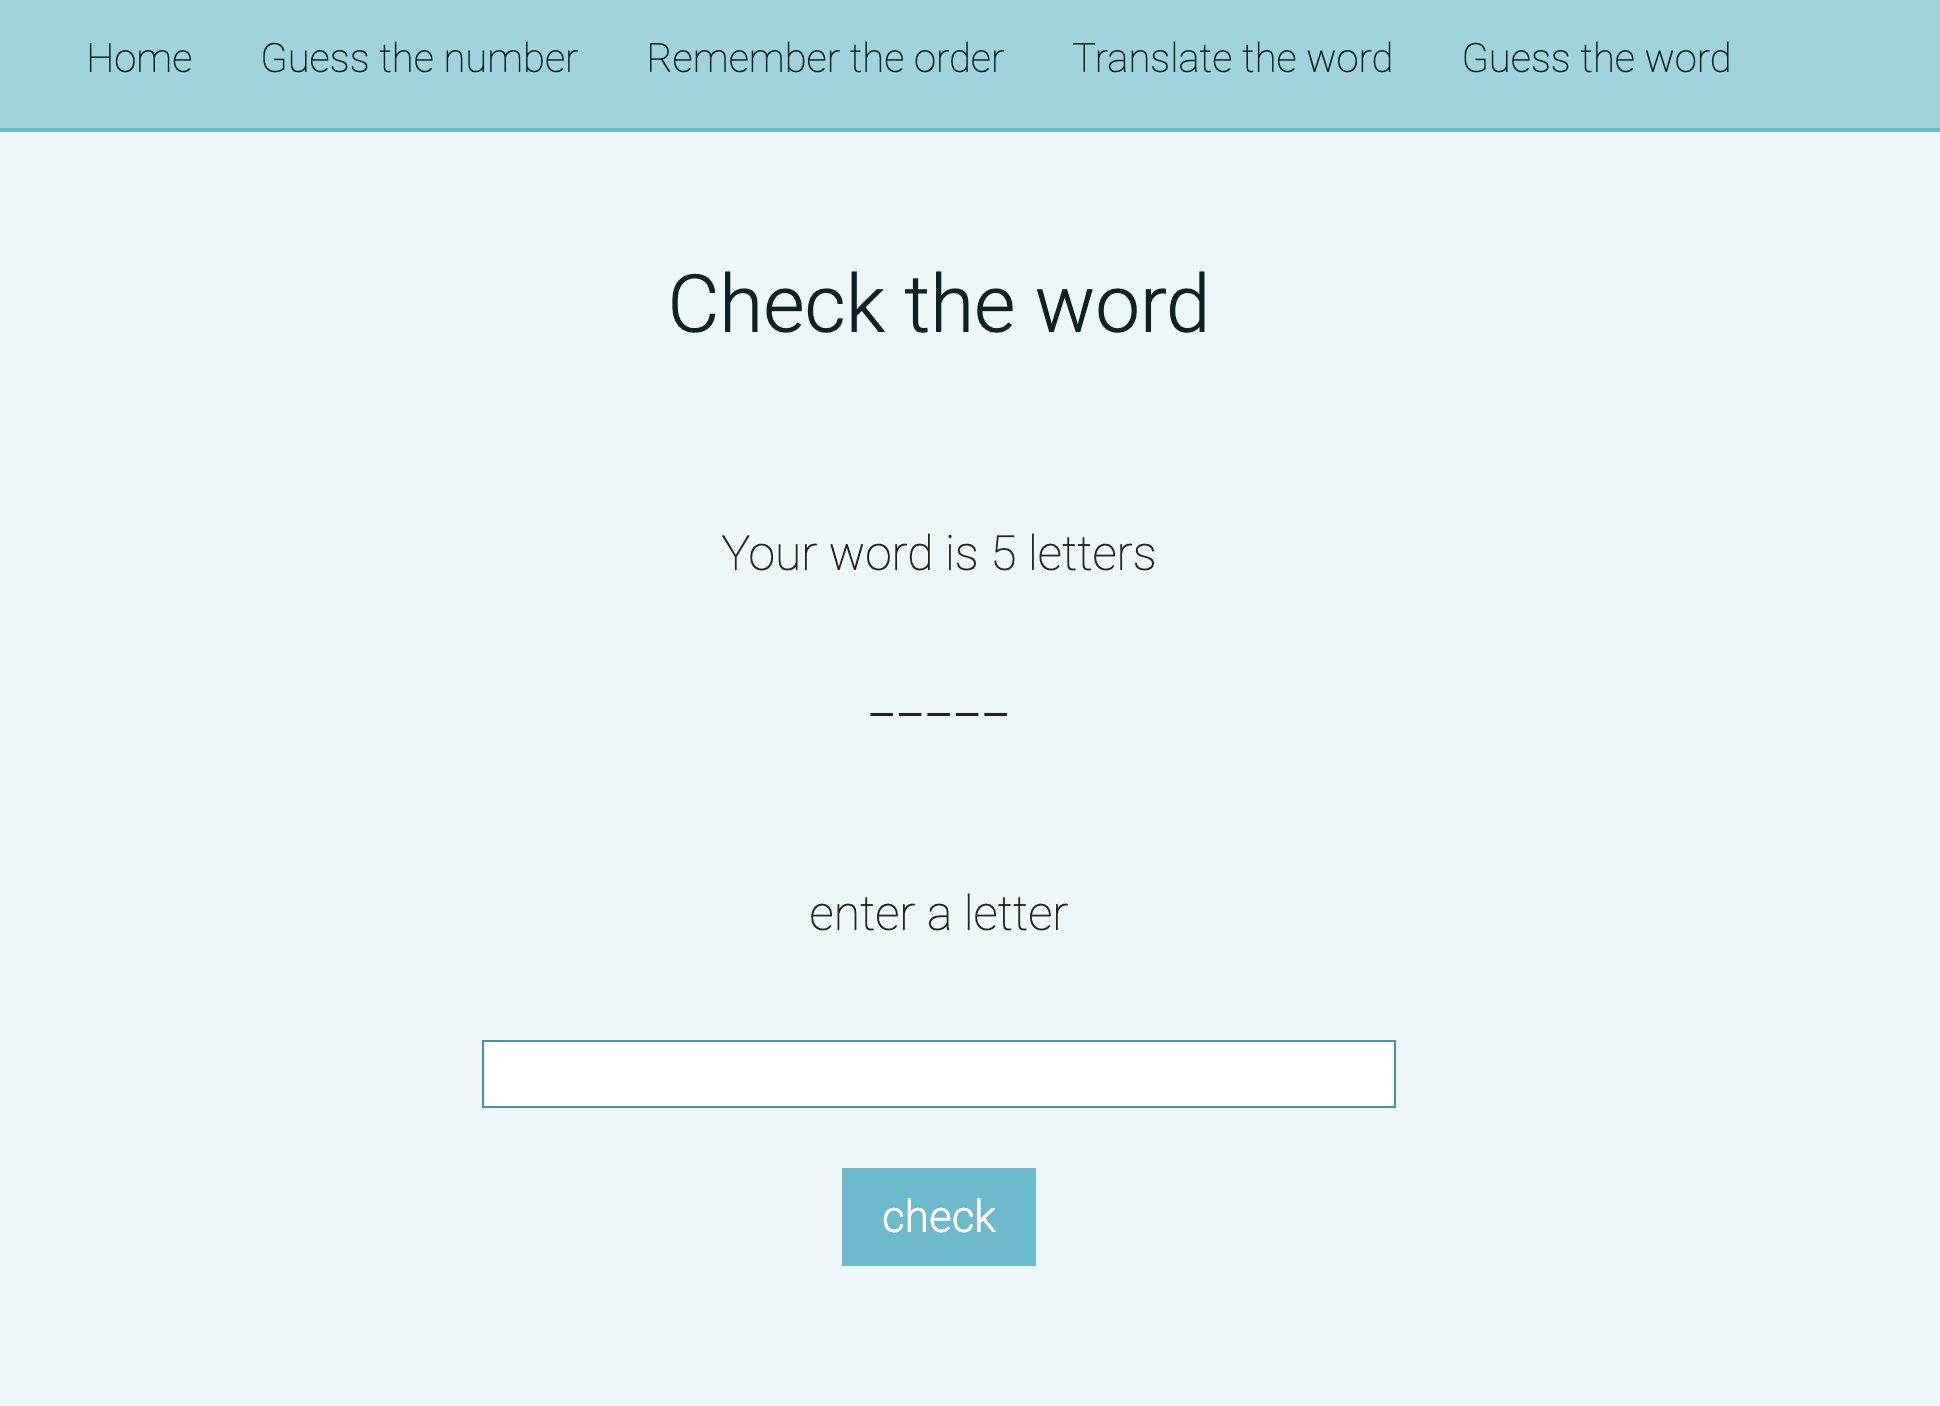 Home Guess the number Remember the order Translate the word Guess the word
Check the word
Your word is 5 letters
_____
enter a letter
check